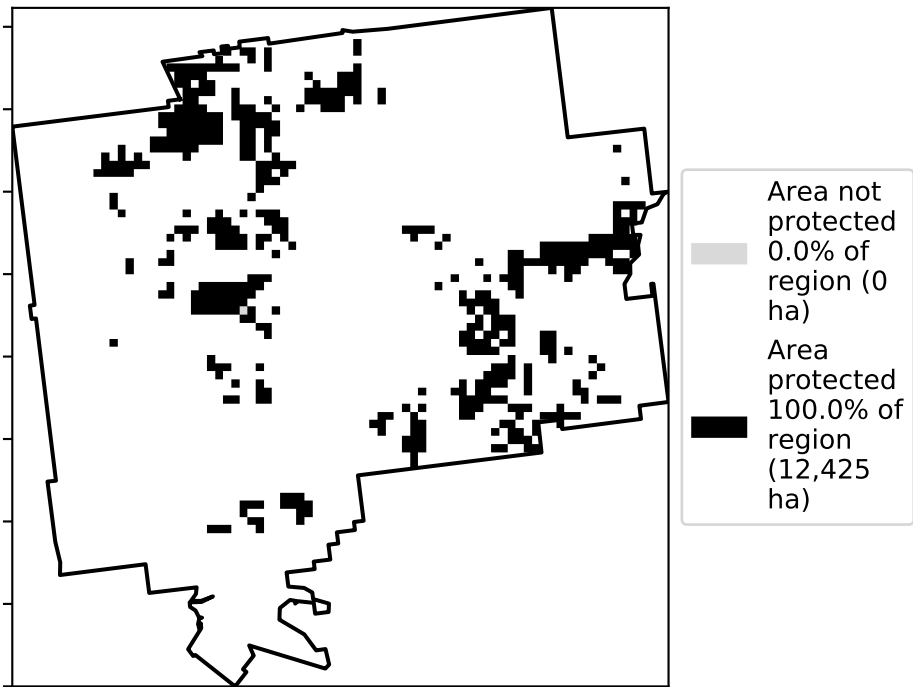 Area not
protected
0.0% of
region (0
ha)
Area
protected
100.0% of
region
(12,425
ha)